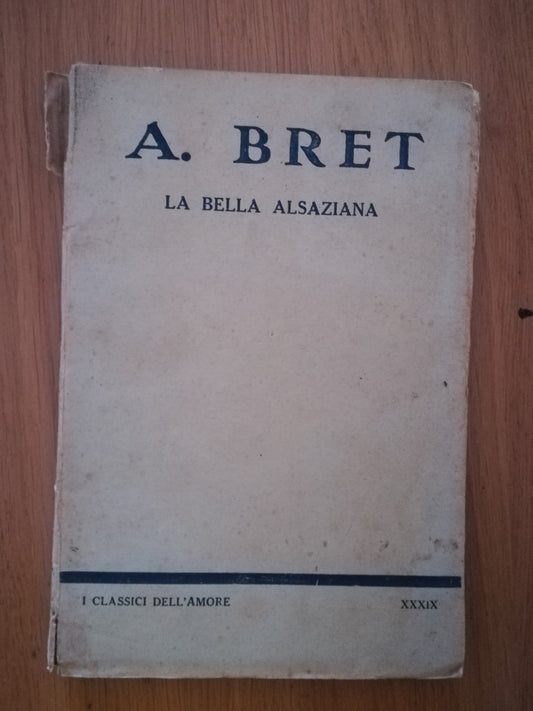 A. BRET
LA BELLA ALSAZIANA
I CLASSICI DELL'AMORE XXXIX